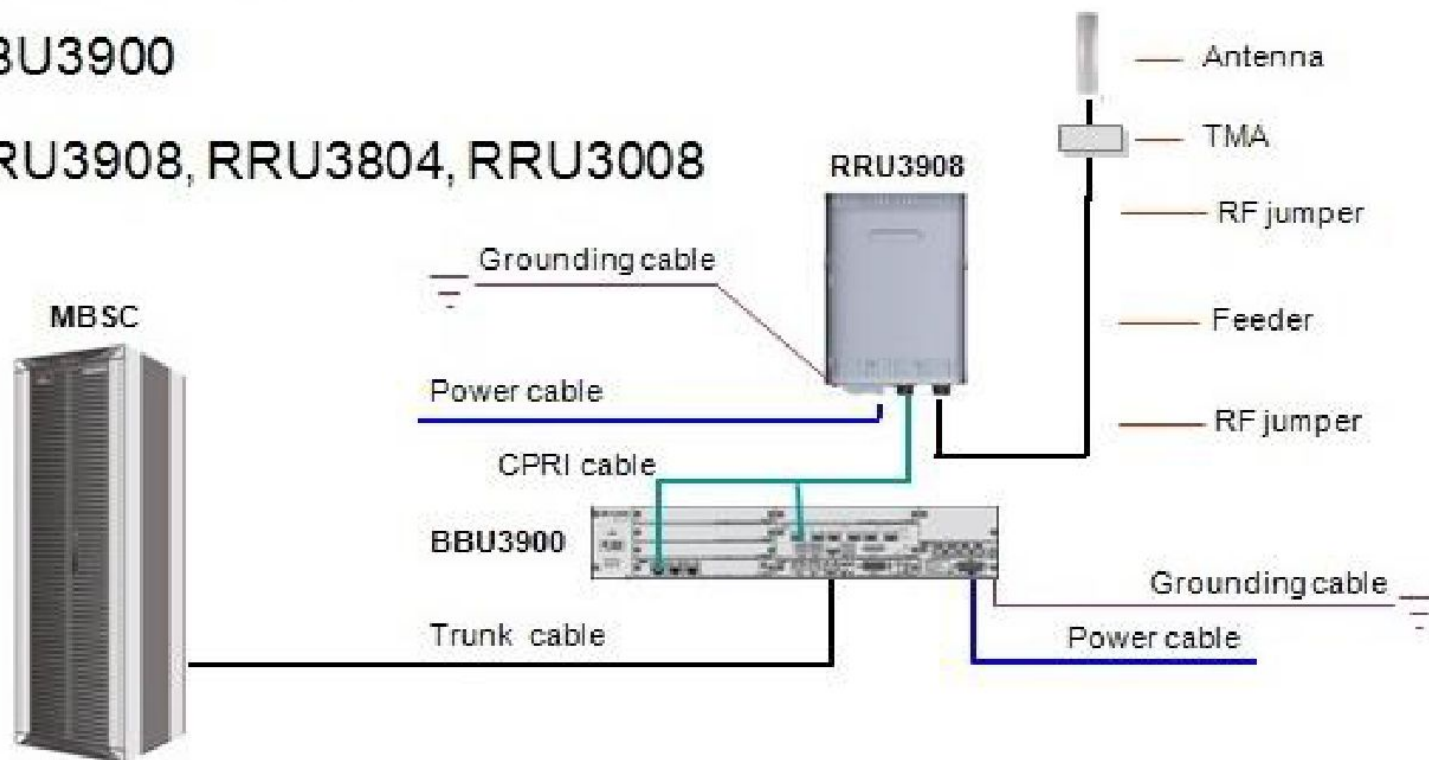 BU3900
RU3908, RRU3804, RRU3008
RRU3908
Antenna
TMA
RF jumper
Feeder
RF jumper
Grounding cable
Power cable
CPRI cable
MBSC
BBU3900
Trunk cable
Grounding cable
Power cable